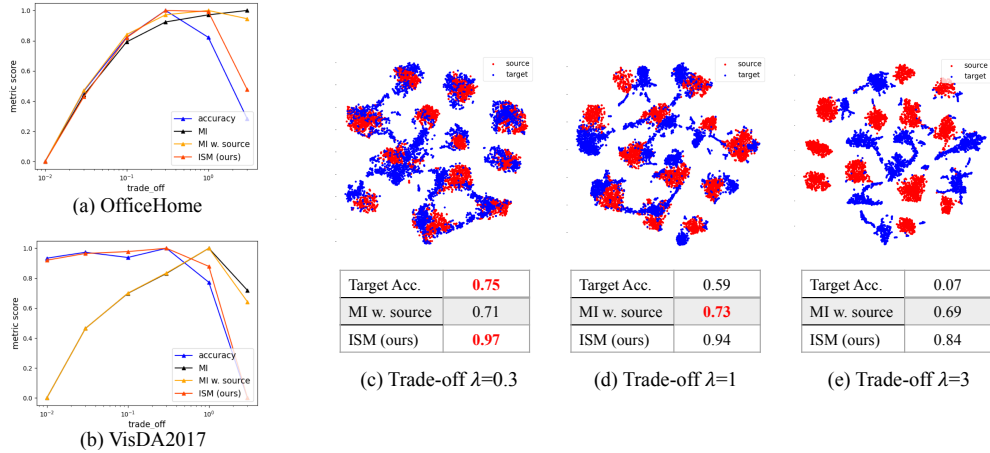 1.0
0.8
0.6
0.4
0.2
0.0
metric score
accuracy
MI
MI w. source
ISM (ours)
10⁻² 10⁻¹ 10⁰
trade_off
(a) OfficeHome
1.0
0.8
0.6
0.4
0.2
0.0
metric score
accuracy
MI
MI w. source
ISM (ours)
10⁻² 10⁻¹ 10⁰
trade_off
(b) VisDA2017
source
target
Target Acc. 0.75
MI w. source 0.71
ISM (ours) 0.97
(c) Trade-off λ=0.3
source
target
Target Acc. 0.59
MI w. source 0.73
ISM (ours) 0.94
(d) Trade-off λ=1
source
target
Target Acc. 0.07
MI w. source 0.69
ISM (ours) 0.84
(e) Trade-off λ=3